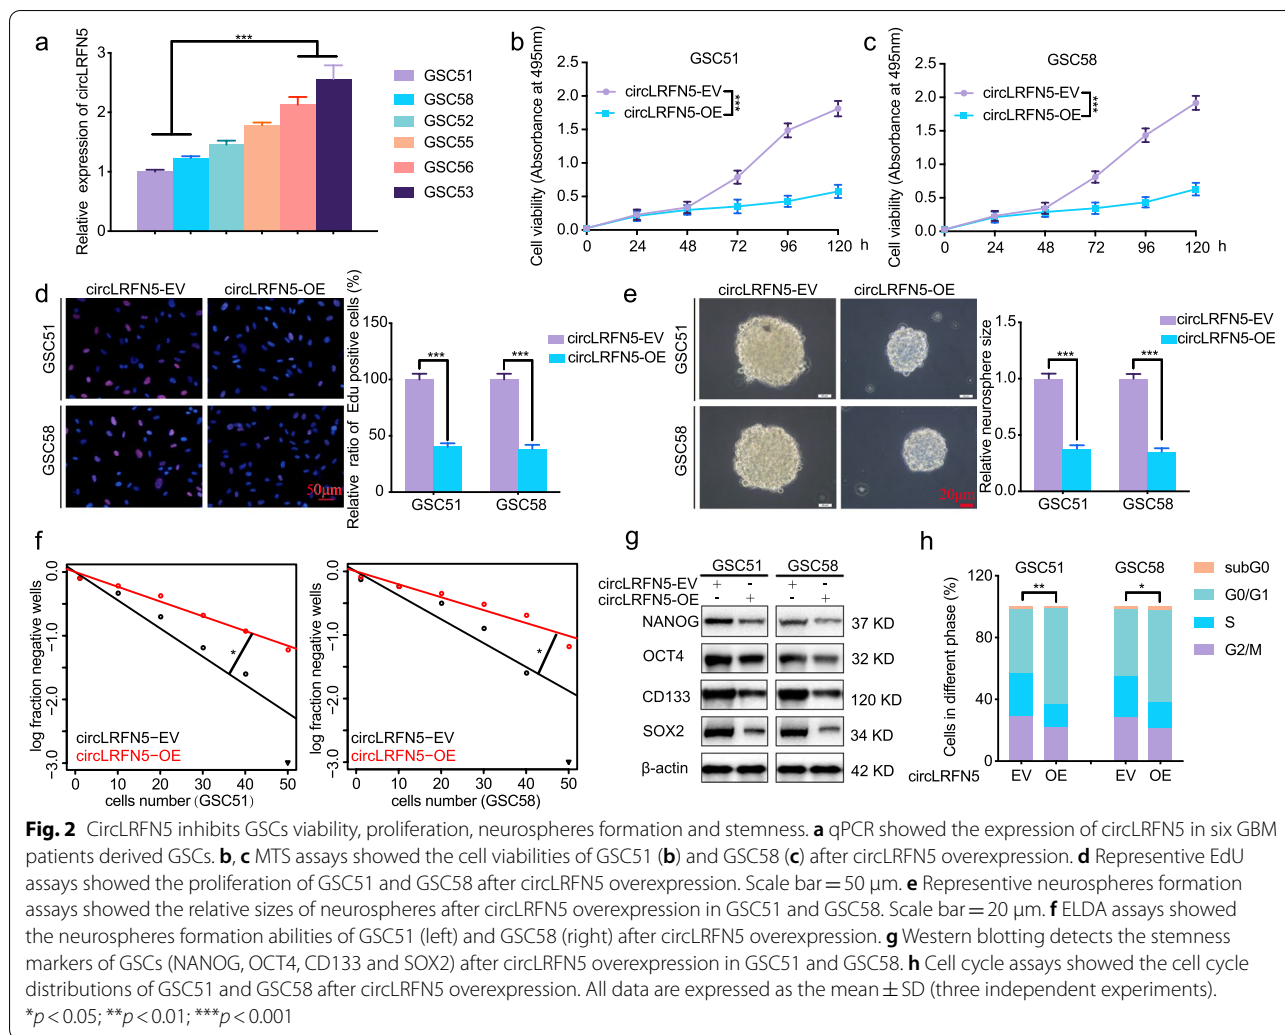 a
Relative expression of circLRFN5
3
2
1
0
***
GSC51
GSC58
GSC52
GSC55
GSC56
GSC53
b
GSC51
Cell viability (Absorbance at 495nm)
2.5
2.0
1.5
1.0
0.5
0.0
circLRFN5-EV
circLRFN5-OE
***
0 24 48 72 96 120 h
c
GSC58
Cell viability (Absorbance at 495nm)
2.5
2.0
1.5
1.0
0.5
0.0
circLRFN5-EV
circLRFN5-OE
***
0 24 48 72 96 120 h
d
circLRFN5-EV circLRFN5-OE
GSC51
GSC58
50μm
Relative ratio of Edu positive cells (%)
150
100
50
0
circLRFN5-EV
circLRFN5-OE
*** ***
GSC51 GSC58
e
circLRFN5-EV circLRFN5-OE
GSC51
GSC58
20μm
Relative neurosphere size
1.5
1.0
0.5
0.0
circLRFN5-EV
circLRFN5-OE
*** ***
GSC51 GSC58
f
log fraction negative wells
0.0
-1.0
-2.0
-3.0
*
circLRFN5-EV
circLRFN5-OE
0 10 20 30 40 50
cells number (GSC51)
log fraction negative wells
0.0
-1.0
-2.0
-3.0
*
circLRFN5-EV
circLRFN5-OE
0 10 20 30 40 50
cells number (GSC58)
g
GSC51 GSC58
circLRFN5-EV + - + -
circLRFN5-OE - + - +
NANOG 37 KD
OCT4 32 KD
CD133 120 KD
SOX2 34 KD
β-actin 42 KD
h
Cells in different phase (%)
120
80
40
0
GSC51 GSC58
** *
subG0
G0/G1
S
G2/M
circLRFN5 EV OE EV OE
Fig. 2 CircLRFN5 inhibits GSCs viability, proliferation, neurospheres formation and stemness. a qPCR showed the expression of circLRFN5 in six GBM
patients derived GSCs. b, c MTS assays showed the cell viabilities of GSC51 (b) and GSC58 (c) after circLRFN5 overexpression. d Representive EdU
assays showed the proliferation of GSC51 and GSC58 after circLRFN5 overexpression. Scale bar = 50 μm. e Representive neurospheres formation
assays showed the relative sizes of neurospheres after circLRFN5 overexpression in GSC51 and GSC58. Scale bar = 20 μm. f ELDA assays showed
the neurospheres formation abilities of GSC51 (left) and GSC58 (right) after circLRFN5 overexpression. g Western blotting detects the stemness
markers of GSCs (NANOG, OCT4, CD133 and SOX2) after circLRFN5 overexpression in GSC51 and GSC58. h Cell cycle assays showed the cell cycle
distributions of GSC51 and GSC58 after circLRFN5 overexpression. All data are expressed as the mean ± SD (three independent experiments).
*p < 0.05; **p < 0.01; ***p < 0.001